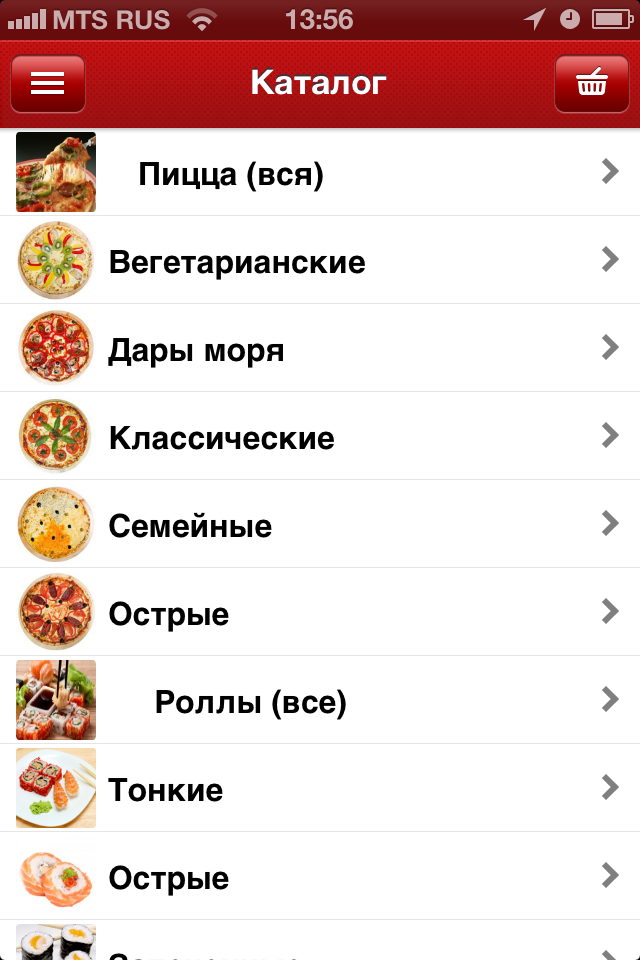 MTS RUS 13:56
Каталог
Пицца (вся)
Вегетарианские
Дары моря
Классические
Семейные
Острые
Роллы (все)
Тонкие
Острые